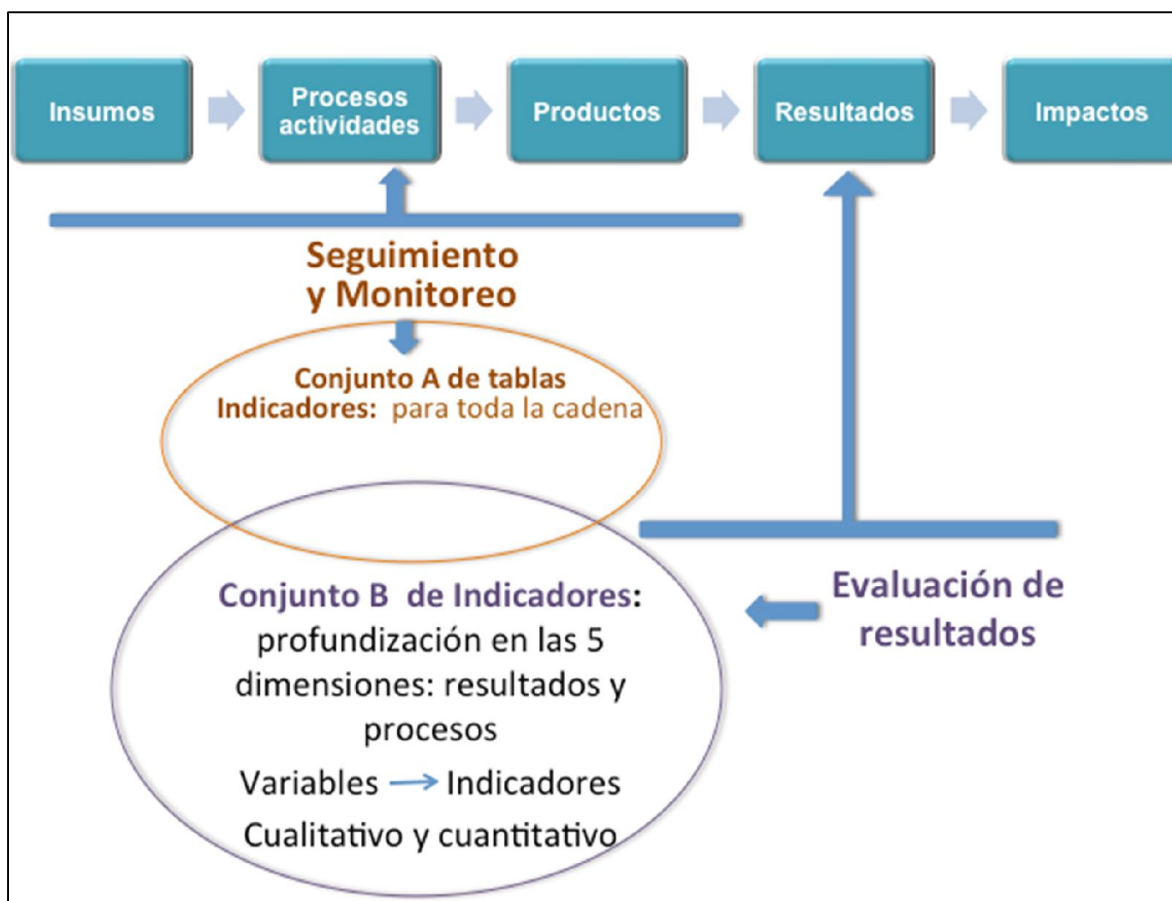 Insumos
Procesos
actividades
Productos
Resultados
Impactos
Seguimiento
y Monitoreo
Conjunto A de tablas
Indicadores: para toda la cadena
Conjunto B de Indicadores:
profundización en las 5
dimensiones: resultados y
procesos
Variables → Indicadores
Cualitativo y cuantitativo
Evaluación de
resultados